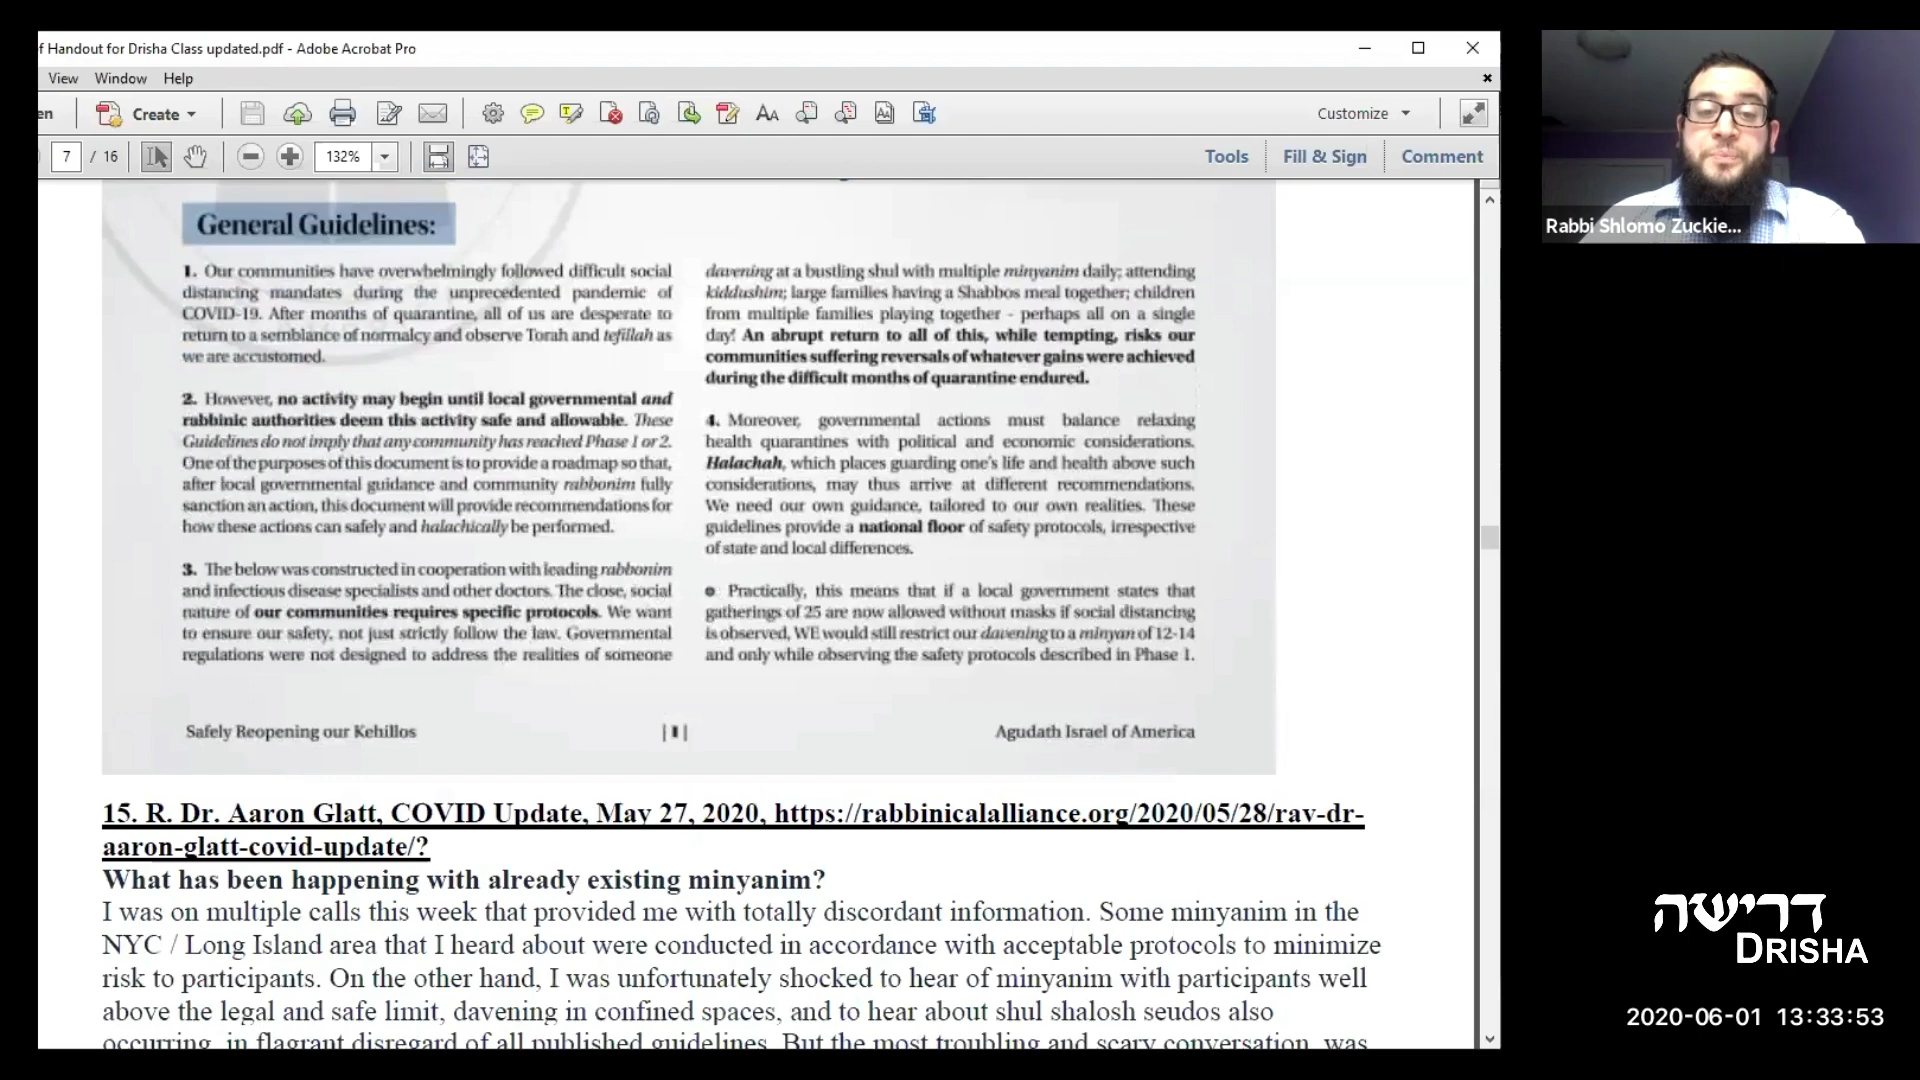 f Handout for Drisha Class updated.pdf - Adobe Acrobat Pro
View Window Help
en Create Customize
7 / 16 132% Tools Fill & Sign Comment
General Guidelines:
1. Our communities have overwhelmingly followed difficult social
distancing mandates during the unprecedented pandemic of
COVID-19. After months of quarantine, all of us are desperate to
return to a semblance of normalcy and observe Torah and tefillah as
we are accustomed.
2. However, no activity may begin until local governmental and
rabbinic authorities deem this activity safe and allowable. These
Guidelines do not imply that any community has reached Phase 1 or 2.
One of the purposes of this document is to provide a roadmap so that,
after local governmental guidance and community rabbonim fully
sanction an action, this document will provide recommendations for
how these actions can safely and halachically be performed.
3. The below was constructed in cooperation with leading rabbonim
and infectious disease specialists and other doctors. The close, social
nature of our communities requires specific protocols. We want
to ensure our safety, not just strictly follow the law. Governmental
regulations were not designed to address the realities of someone
davening at a bustling shul with multiple minyanim daily; attending
kiddushim; large families having a Shabbos meal together; children
from multiple families playing together - perhaps all on a single
day! An abrupt return to all of this, while tempting, risks our
communities suffering reversals of whatever gains were achieved
during the difficult months of quarantine endured.
4. Moreover, governmental actions must balance relaxing
health quarantines with political and economic considerations.
Halachah, which places guarding one's life and health above such
considerations, may thus arrive at different recommendations.
We need our own guidance, tailored to our own realities. These
guidelines provide a national floor of safety protocols, irrespective
of state and local differences.
Practically, this means that if a local government states that
gatherings of 25 are now allowed without masks if social distancing
is observed, WE would still restrict our davening to a minyan of 12-14
and only while observing the safety protocols described in Phase 1.
Safely Reopening our Kehillos |1| Agudath Israel of America
15. R. Dr. Aaron Glatt, COVID Update, May 27, 2020, https://rabbinicalalliance.org/2020/05/28/rav-dr-
aaron-glatt-covid-update/?
What has been happening with already existing minyanim?
I was on multiple calls this week that provided me with totally discordant information. Some minyanim in the
NYC / Long Island area that I heard about were conducted in accordance with acceptable protocols to minimize
risk to participants. On the other hand, I was unfortunately shocked to hear of minyanim with participants well
above the legal and safe limit, davening in confined spaces, and to hear about shul shalosh seudos also
occurring, in flagrant disregard of all published guidelines. But the most troubling and scary conversation, was
Rabbi Shlomo Zuckie...
דרישה
DRISHA
2020-06-01 13:33:53